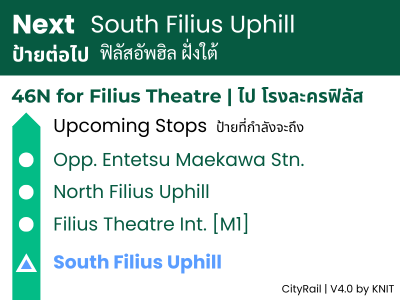 Next South Filius Uphill
ป้ายต่อไป ฟิลัสอัพฮิล ฝั่งใต้
46N for Filius Theatre | ไป โรงละครฟิลัส
Upcoming Stops ป้ายที่กำลังจะถึง
Opp. Entetsu Maekawa Stn.
North Filius Uphill
Filius Theatre Int. [M1]
South Filius Uphill
CityRail | V4.0 by KNIT